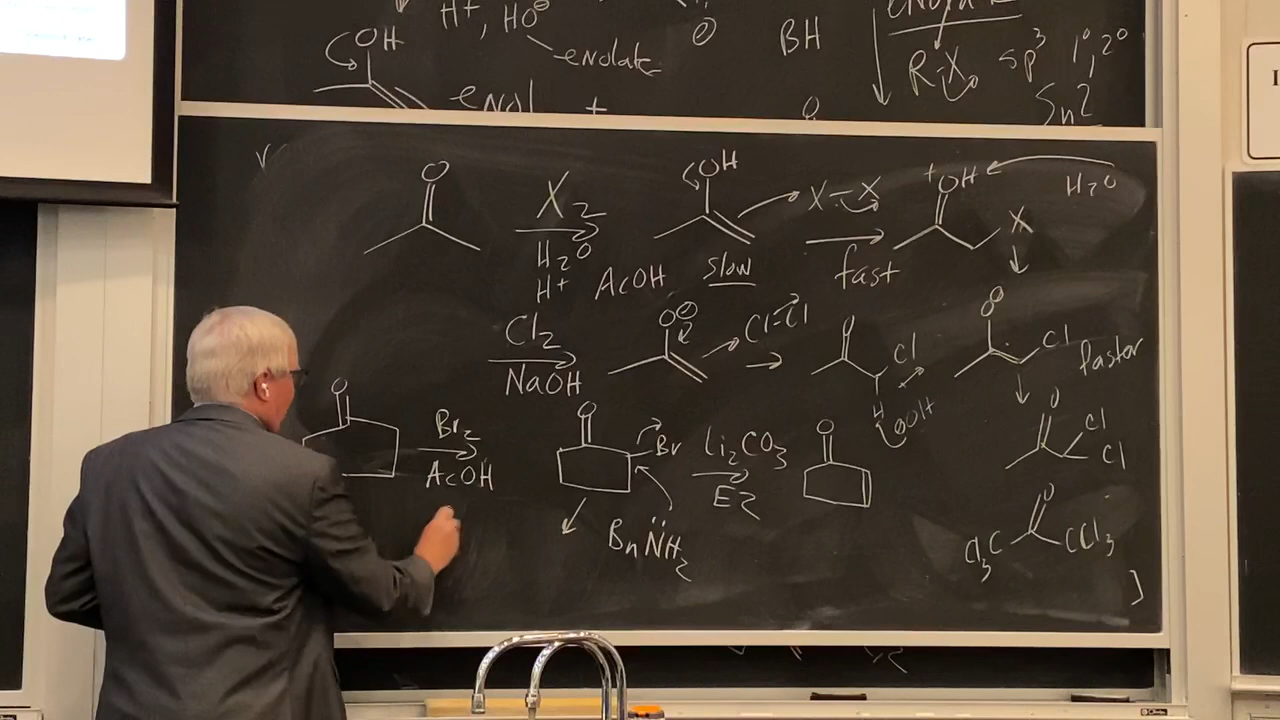 H+, HO⊖
enolate
⊖
BH
R-X
sp3 1°, 2°
Sn2
OH
enol +
O
X2
H2O
H+
AcOH
OH
slow
X-X
fast
+OH
X
H2O
Cl2
NaOH
O⊖
Cl-Cl
O
Cl
H
OOH
O⊖
Cl
faster
O
Cl
Cl
Cl3C
O
CCl3
O
Br2
AcOH
O
Br
BnNH2
Li2CO3
E2
O
]